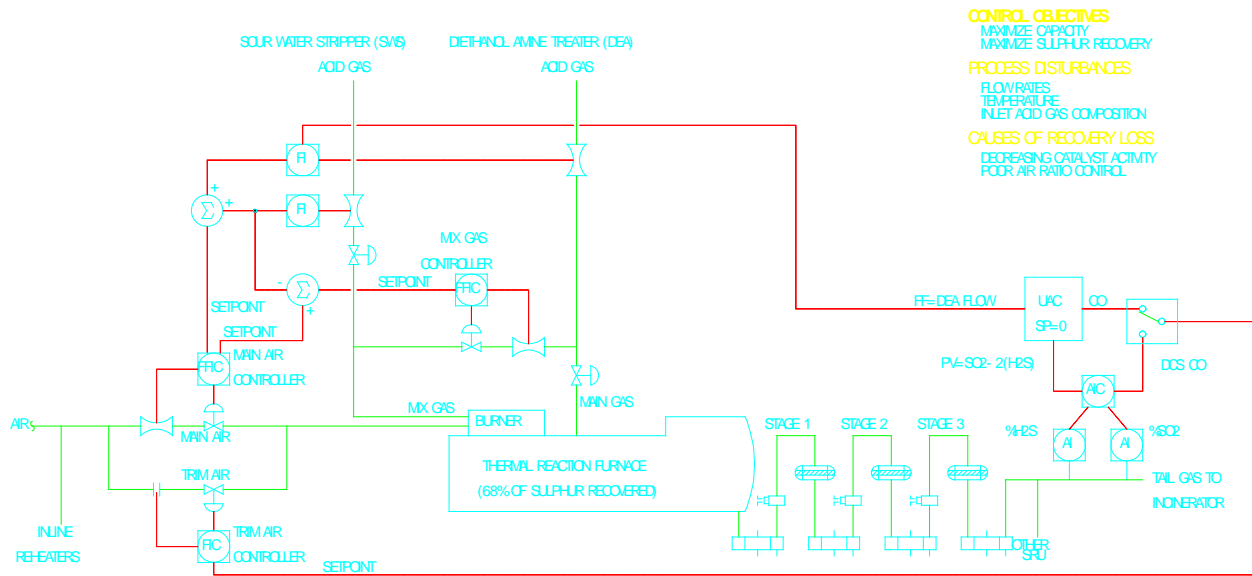 CONTROL OBJECTIVES
MAXIMIZE CAPACITY
MAXIMIZE SULPHUR RECOVERY
PROCESS DISTURBANCES
FLOW RATES
TEMPERATURE
INLET ACID GAS COMPOSITION
CAUSES OF RECOVERY LOSS
DECREASING CATALYST ACTIVITY
POOR AIR RATIO CONTROL
SOUR WATER STRIPPER (SWS)
ACID GAS
DIETHANOL AMINE TREATER (DEA)
ACID GAS
FI
+
Σ
+
FI
MIX GAS
CONTROLLER
-
Σ
+
SETPOINT
FFIC
SETPOINT
SETPOINT
FFIC
MAIN AIR
CONTROLLER
FF=DEA FLOW
UAC
SP=0
CO
PV=SO2-2(H2S)
DCS CO
AIC
%H2S
AI
AI
%SO2
AIR
MAIN AIR
MIX GAS
BURNER
MAIN GAS
THERMAL REACTION FURNACE
(68% OF SULPHUR RECOVERED)
STAGE 1
STAGE 2
STAGE 3
TAIL GAS TO
INCINERATOR
TRIM AIR
INLINE
REHEATERS
FIC
TRIM AIR
CONTROLLER
OTHER
SRU
SETPOINT